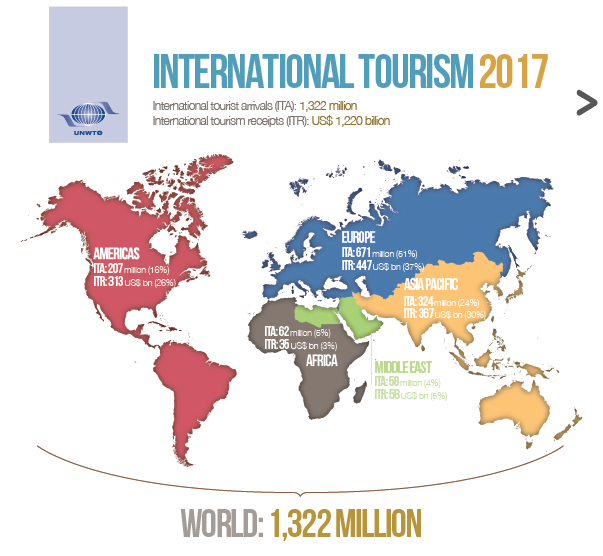 UNWTO
INTERNATIONAL TOURISM 2017
International tourist arrivals (ITA): 1,322 million
International tourism receipts (ITR): US$ 1,220 billion
>
EUROPE
ITA: 671 million (51%)
ITR: 447 US$ bn (37%)
AMERICAS
ITA: 207 million (16%)
ITR: 313 US$ bn (26%)
ASIA PACIFIC
ITA: 324 million (24%)
ITR: 367 US$ bn (30%)
ITA: 62 million (5%)
ITR: 35 US$ bn (3%)
AFRICA
MIDDLE EAST
ITA: 58 million (4%)
ITR: 58 US$ bn (5%)
WORLD: 1,322 MILLION